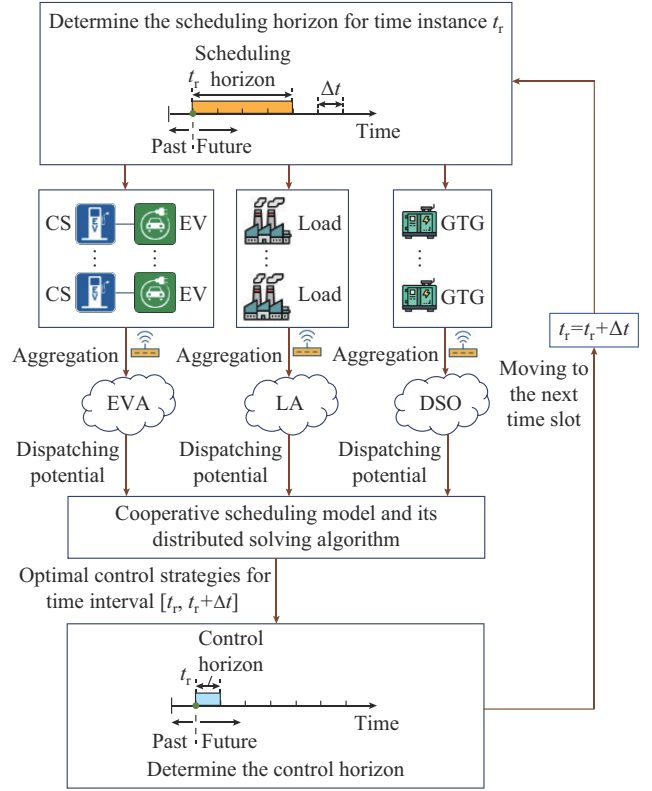 Determine the scheduling horizon for time instance tr
Scheduling
horizon
tr
Δt
Time
Past Future
CS EV
CS EV
Load
Load
GTG
GTG
Aggregation
Aggregation
Aggregation
EVA
LA
DSO
Dispatching
potential
Dispatching
potential
Dispatching
potential
tr=tr+Δt
Moving to
the next
time slot
Cooperative scheduling model and its
distributed solving algorithm
Optimal control strategies for
time interval [tr, tr+Δt]
Control
horizon
tr
Time
Past Future
Determine the control horizon